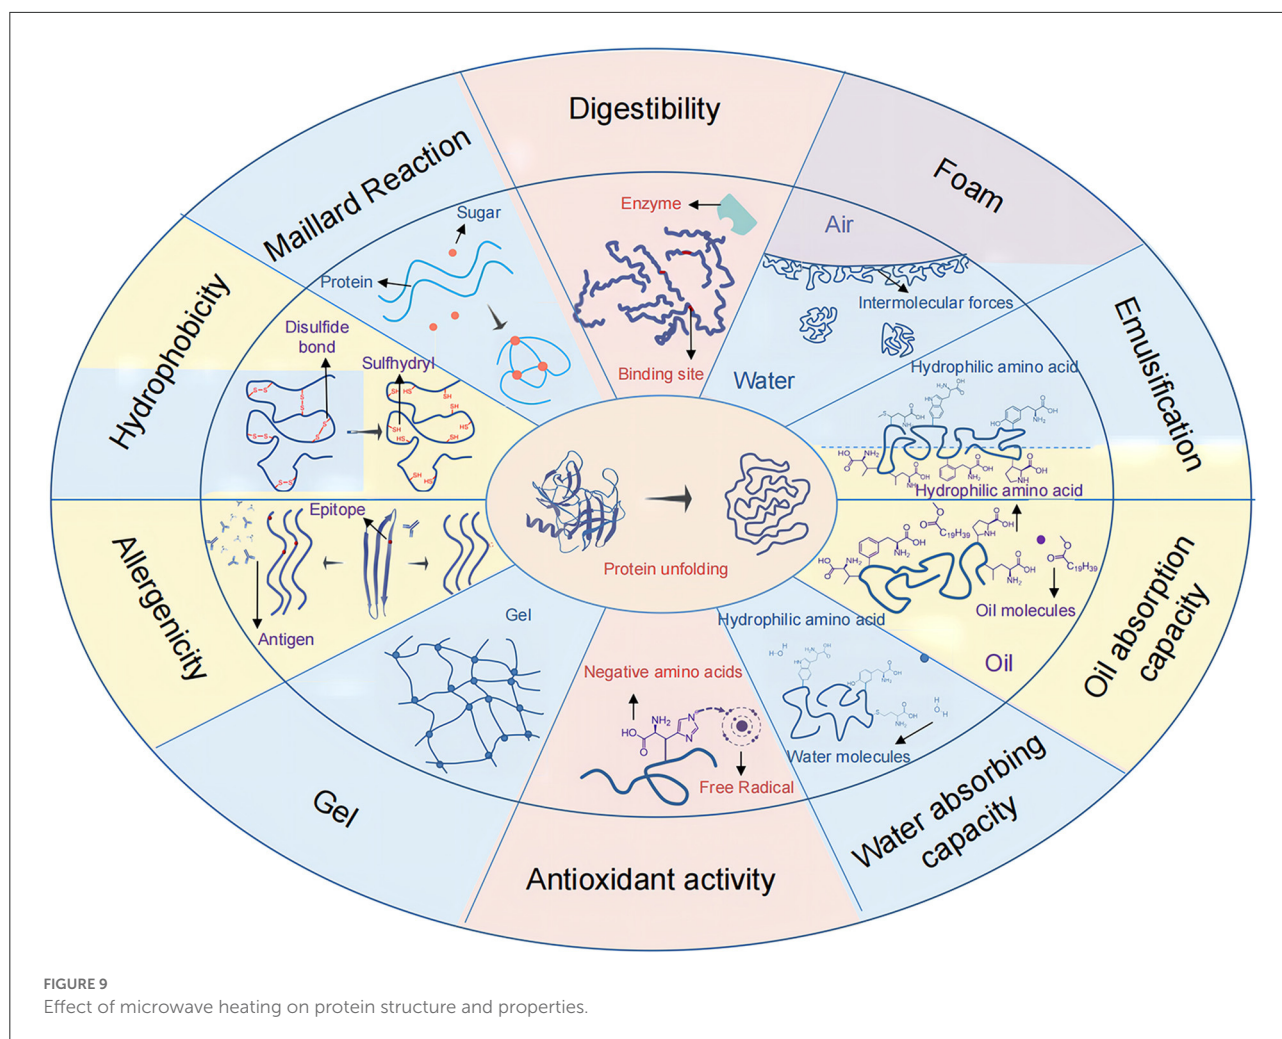 Digestibility
Enzyme
Binding site
Foam
Air
Intermolecular forces
Water
Emulsification
Hydrophilic amino acid
Hydrophilic amino acid
Oil absorption
capacity
Oil molecules
Oil
Water absorbing
capacity
Hydrophilic amino acid
Water molecules
Antioxidant activity
Negative amino acids
Free Radical
Gel
Gel
Allergenicity
Epitope
Antigen
Hydrophobicity
Disulfide
bond
Sulfhydryl
Maillard Reaction
Sugar
Protein
Protein unfolding
FIGURE 9
Effect of microwave heating on protein structure and properties.